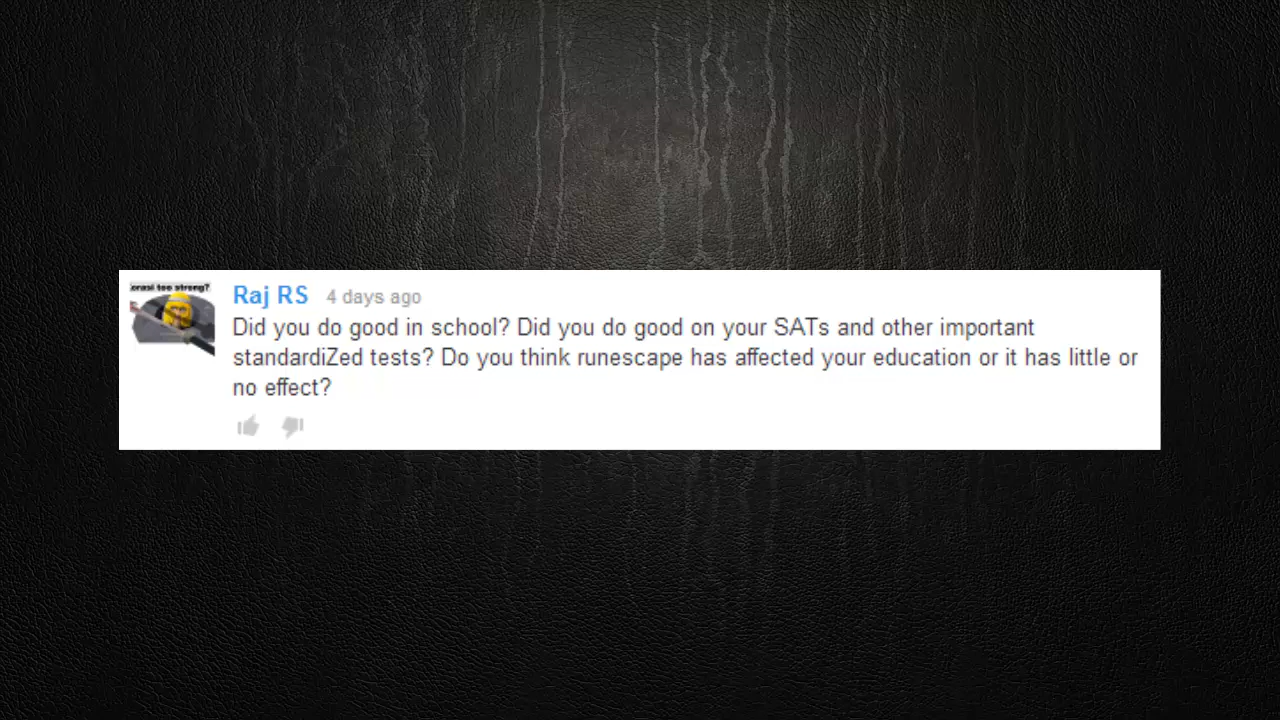 orasi too strong?
Raj RS 4 days ago
Did you do good in school? Did you do good on your SATs and other important
standardiZed tests? Do you think runescape has affected your education or it has little or
no effect?